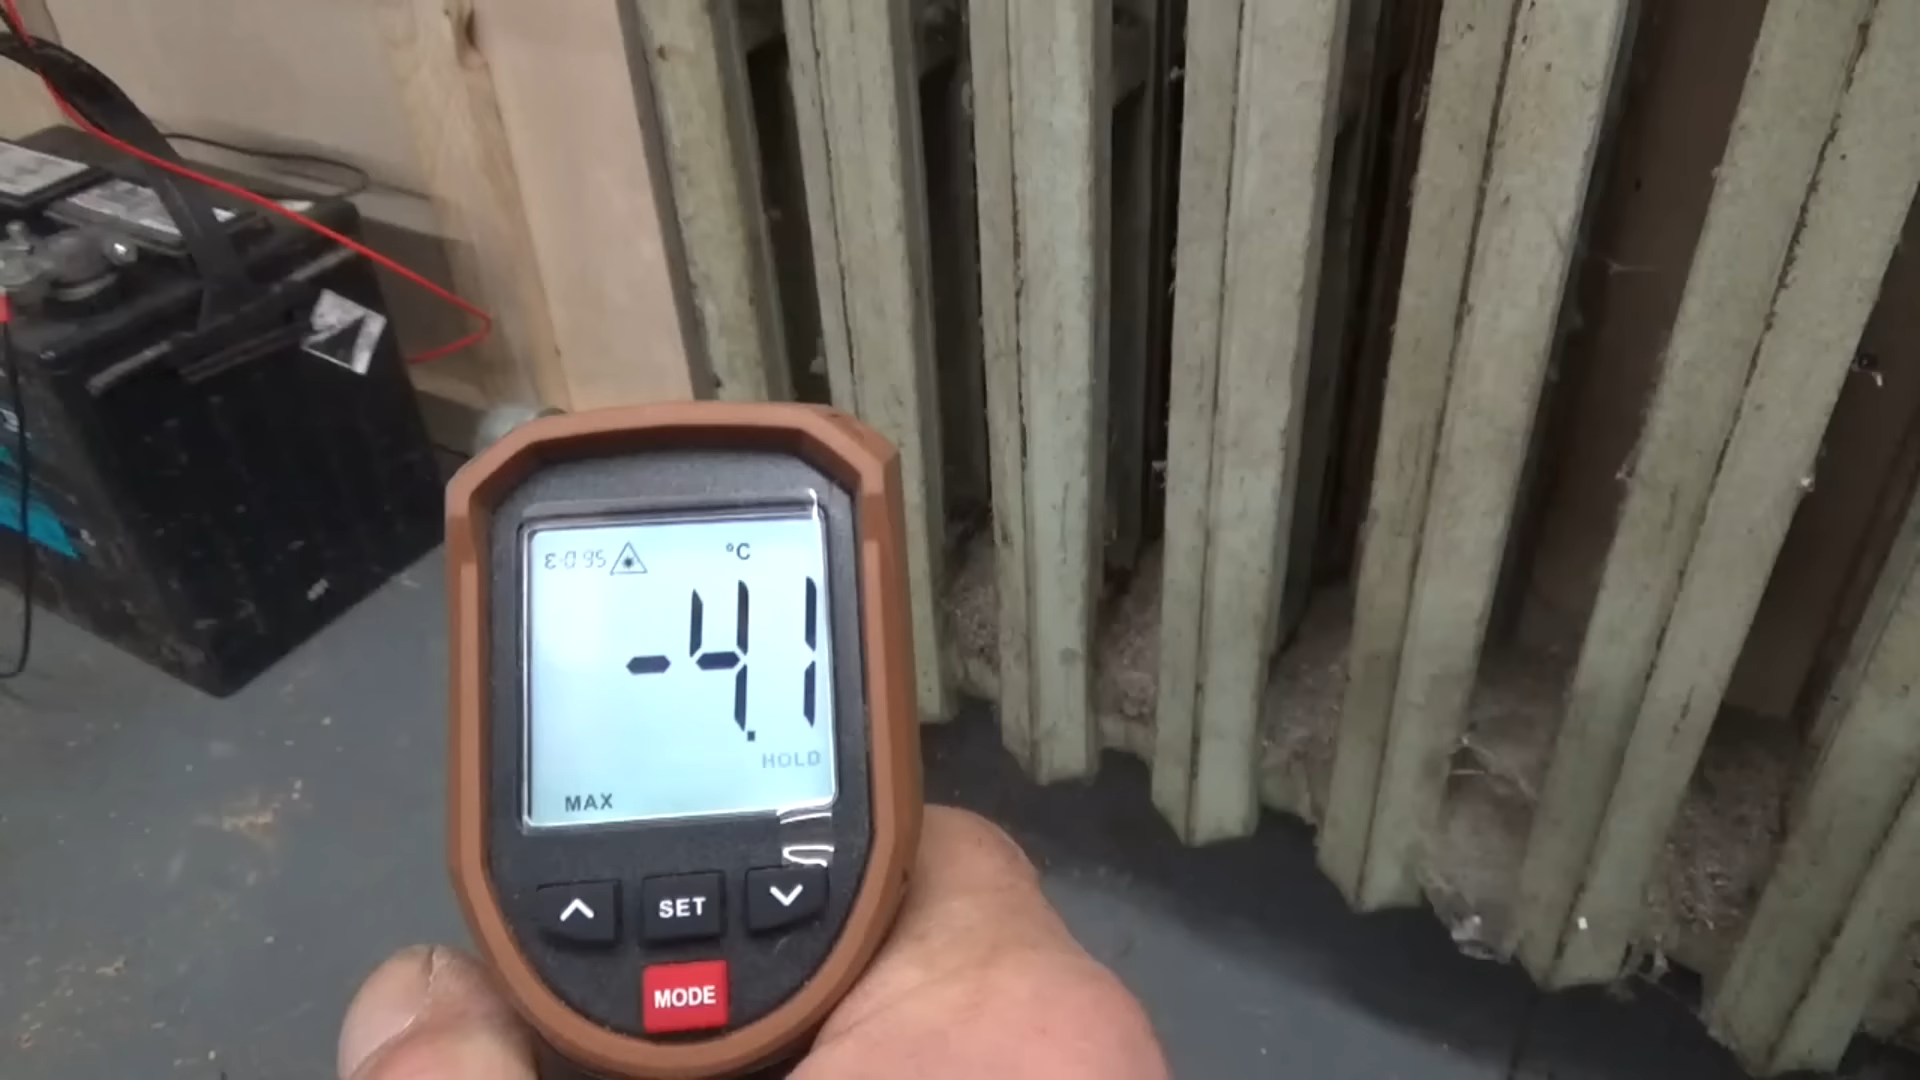 ε=0.95 °C
-4.1
HOLD
MAX
SET
MODE